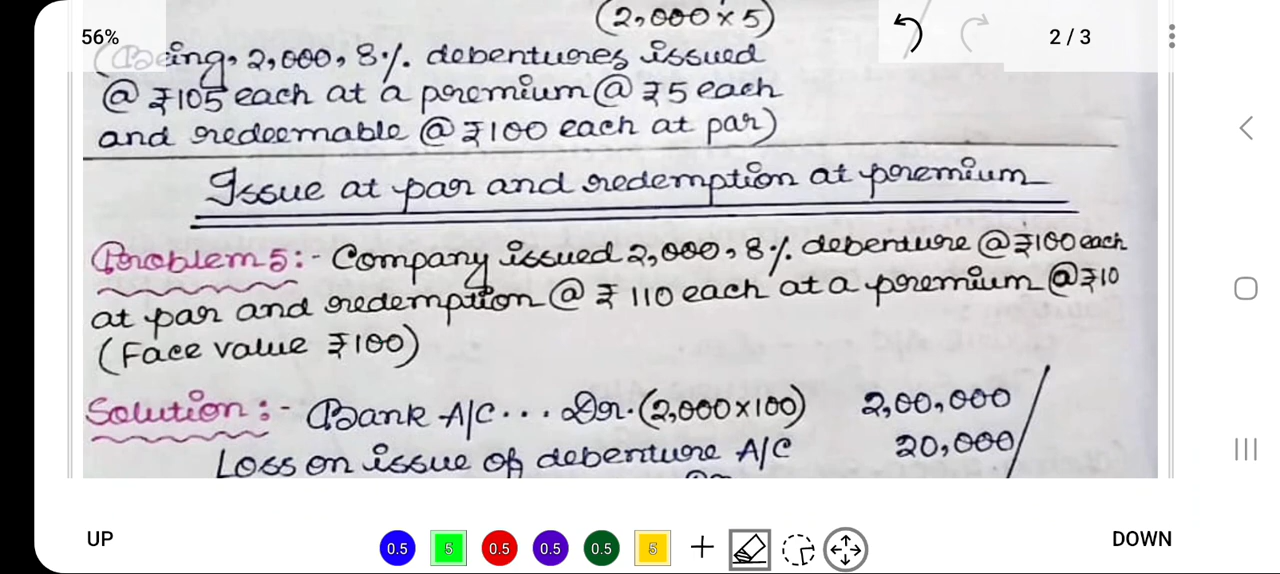 (2,000 × 5)
56%
2 / 3
(Being, 2,000, 8% debentures issued
@ ₹105 each at a premium @ ₹5 each
and redeemable @ ₹100 each at par)
Issue at par and redemption at premium
Problem 5:- Company issued 2,000, 8% debenture @ ₹100 each
at par and redemption @ ₹ 110 each at a premium @ ₹10
(Face value ₹100)
Solution :- Bank A/C ... Dr. (2,000×100) 2,00,000
Loss on issue of debenture A/C 20,000
UP
0.5 5 0.5 0.5 0.5 5
DOWN